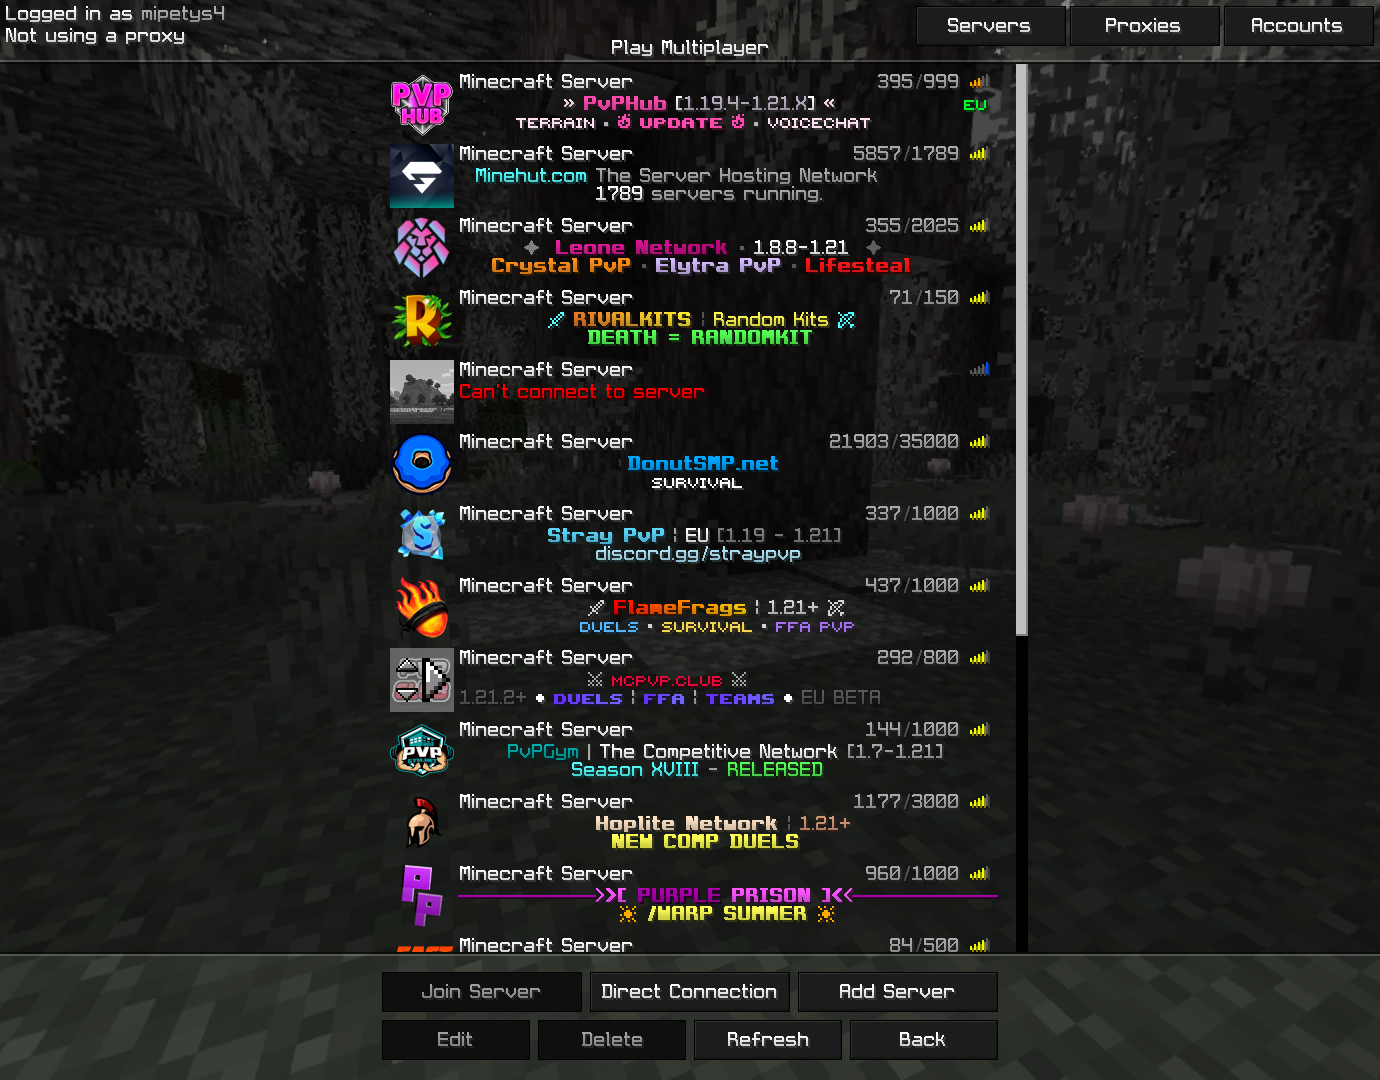 Logged in as mipetys4
Not using a proxy
Servers
Proxies
Accounts
Play Multiplayer
PVP HUB
Minecraft Server 395/999
» PvPHub [1.19.4-1.21.X] « EU
TERRAIN · UPDATE · VOICECHAT
Minecraft Server 5857/1789
Minehut.com The Server Hosting Network
1789 servers running.
Minecraft Server 355/2025
Leone Network · 1.8.8-1.21
Crystal PvP · Elytra PvP · Lifesteal
R
Minecraft Server 71/150
RIVALKITS ¦ Random Kits
DEATH = RANDOMKIT
Minecraft Server
Can't connect to server
Minecraft Server 21903/35000
DonutSMP.net
SURVIVAL
S
Minecraft Server 337/1000
Stray PvP ¦ EU [1.19 - 1.21]
discord.gg/straypvp
Minecraft Server 437/1000
FlameFrags ¦ 1.21+
DUELS • SURVIVAL • FFA PVP
Minecraft Server 292/800
MCPVP.CLUB
1.21.2+ • DUELS ¦ FFA ¦ TEAMS • EU BETA
PVP
Minecraft Server 144/1000
PvPGym | The Competitive Network [1.7-1.21]
Season XVIII - RELEASED
Minecraft Server 1177/3000
Hoplite Network ¦ 1.21+
NEW COMP DUELS
PP
Minecraft Server 960/1000
>>[ PURPLE PRISON ]<<
/WARP SUMMER
Minecraft Server 84/500
Join Server
Direct Connection
Add Server
Edit
Delete
Refresh
Back